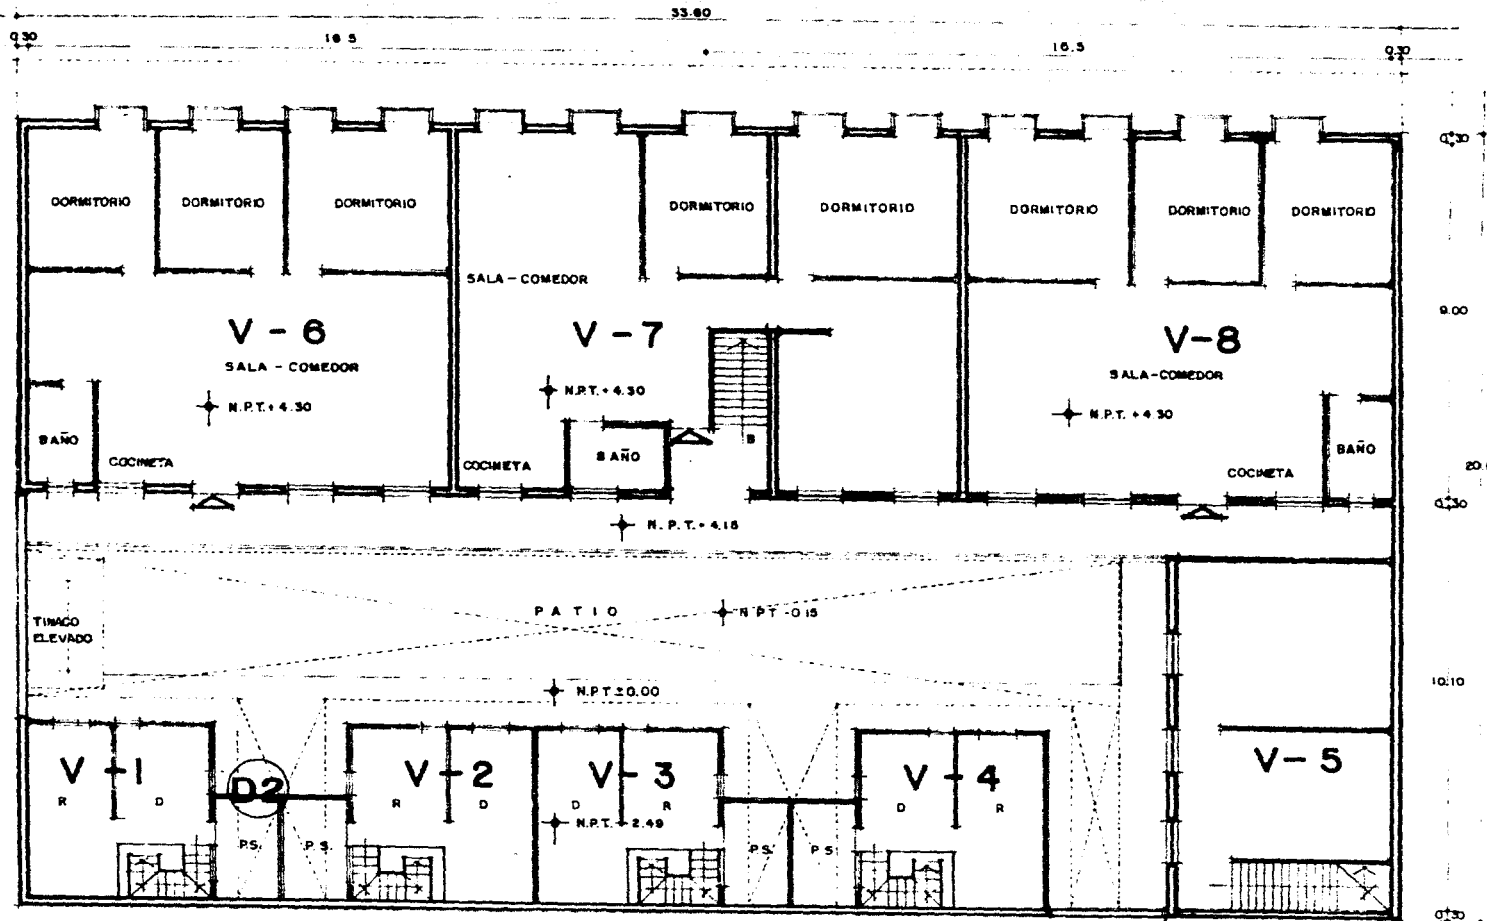 33.60
0.30 16.5 16.5 0.30
0.30
DORMITORIO DORMITORIO DORMITORIO DORMITORIO DORMITORIO DORMITORIO DORMITORIO DORMITORIO
SALA-COMEDOR
9.00
V-6 V-7 V-8
SALA-COMEDOR SALA-COMEDOR
N.P.T.+4.30 N.P.T.+4.30 N.P.T.+4.30
BAÑO COCINETA COCINETA BAÑO B COCINETA BAÑO
20.
0.30
N.P.T.+4.15
PATIO N.P.T.-0.15
TINACO
ELEVADO
N.P.T.±0.00
10.10
V-1 D2 V-2 V-3 V-4 V-5
R D R D D R D R
N.P.T.+2.49
P.S. P.S. P.S. P.S.
0.30